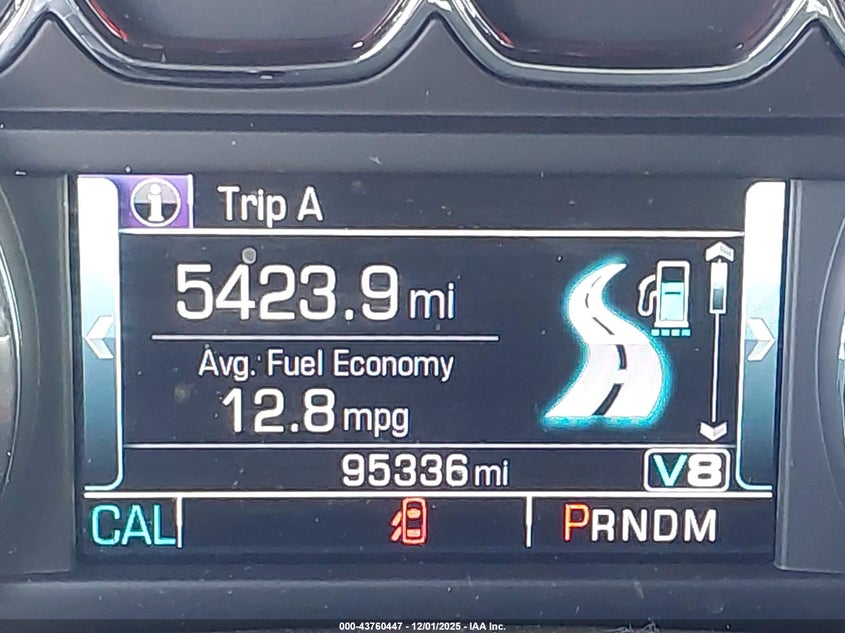 Trip A
5423.9 mi
Avg. Fuel Economy
12.8 mpg
95336 mi V8
CAL PRNDM
000-43760447 - 12/01/2025 - IAA Inc.